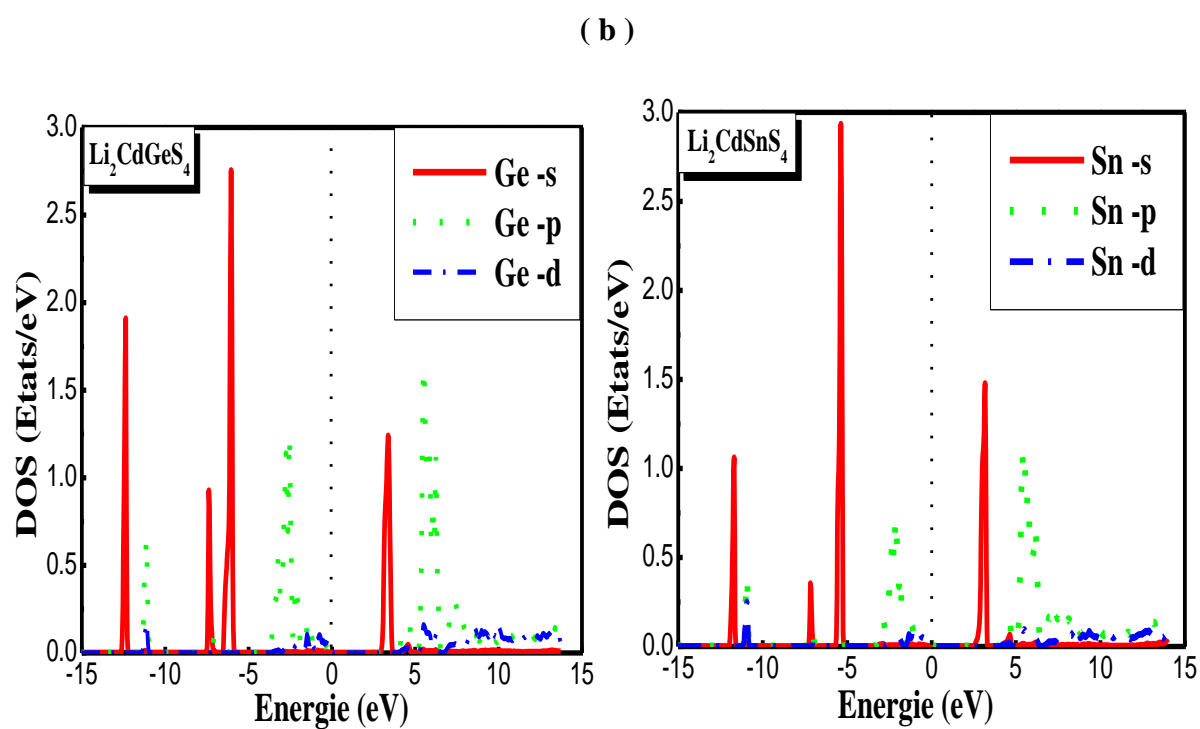 ( b )
Li2CdGeS4
Ge -s
Ge -p
Ge -d
DOS (Etats/eV)
3.0
2.5
2.0
1.5
1.0
0.5
0.0
-15 -10 -5 0 5 10 15
Energie (eV)
Li2CdSnS4
Sn -s
Sn -p
Sn -d
DOS (Etats/eV)
3.0
2.5
2.0
1.5
1.0
0.5
0.0
-15 -10 -5 0 5 10 15
Energie (eV)